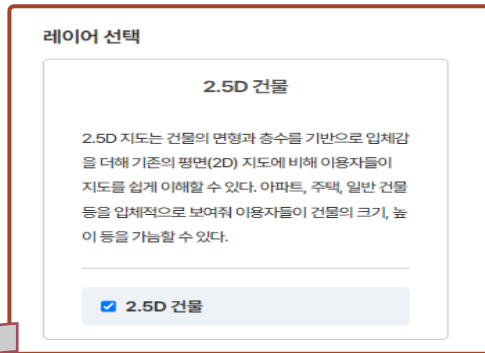 레이어 선택
2.5D 건물
2.5D 지도는 건물의 면형과 층수를 기반으로 입체감
을 더해 기존의 평면(2D) 지도에 비해 이용자들이
지도를 쉽게 이해할 수 있다. 아파트, 주택, 일반 건물
등을 입체적으로 보여줘 이용자들이 건물의 크기, 높
이 등을 가늠할 수 있다.
2.5D 건물